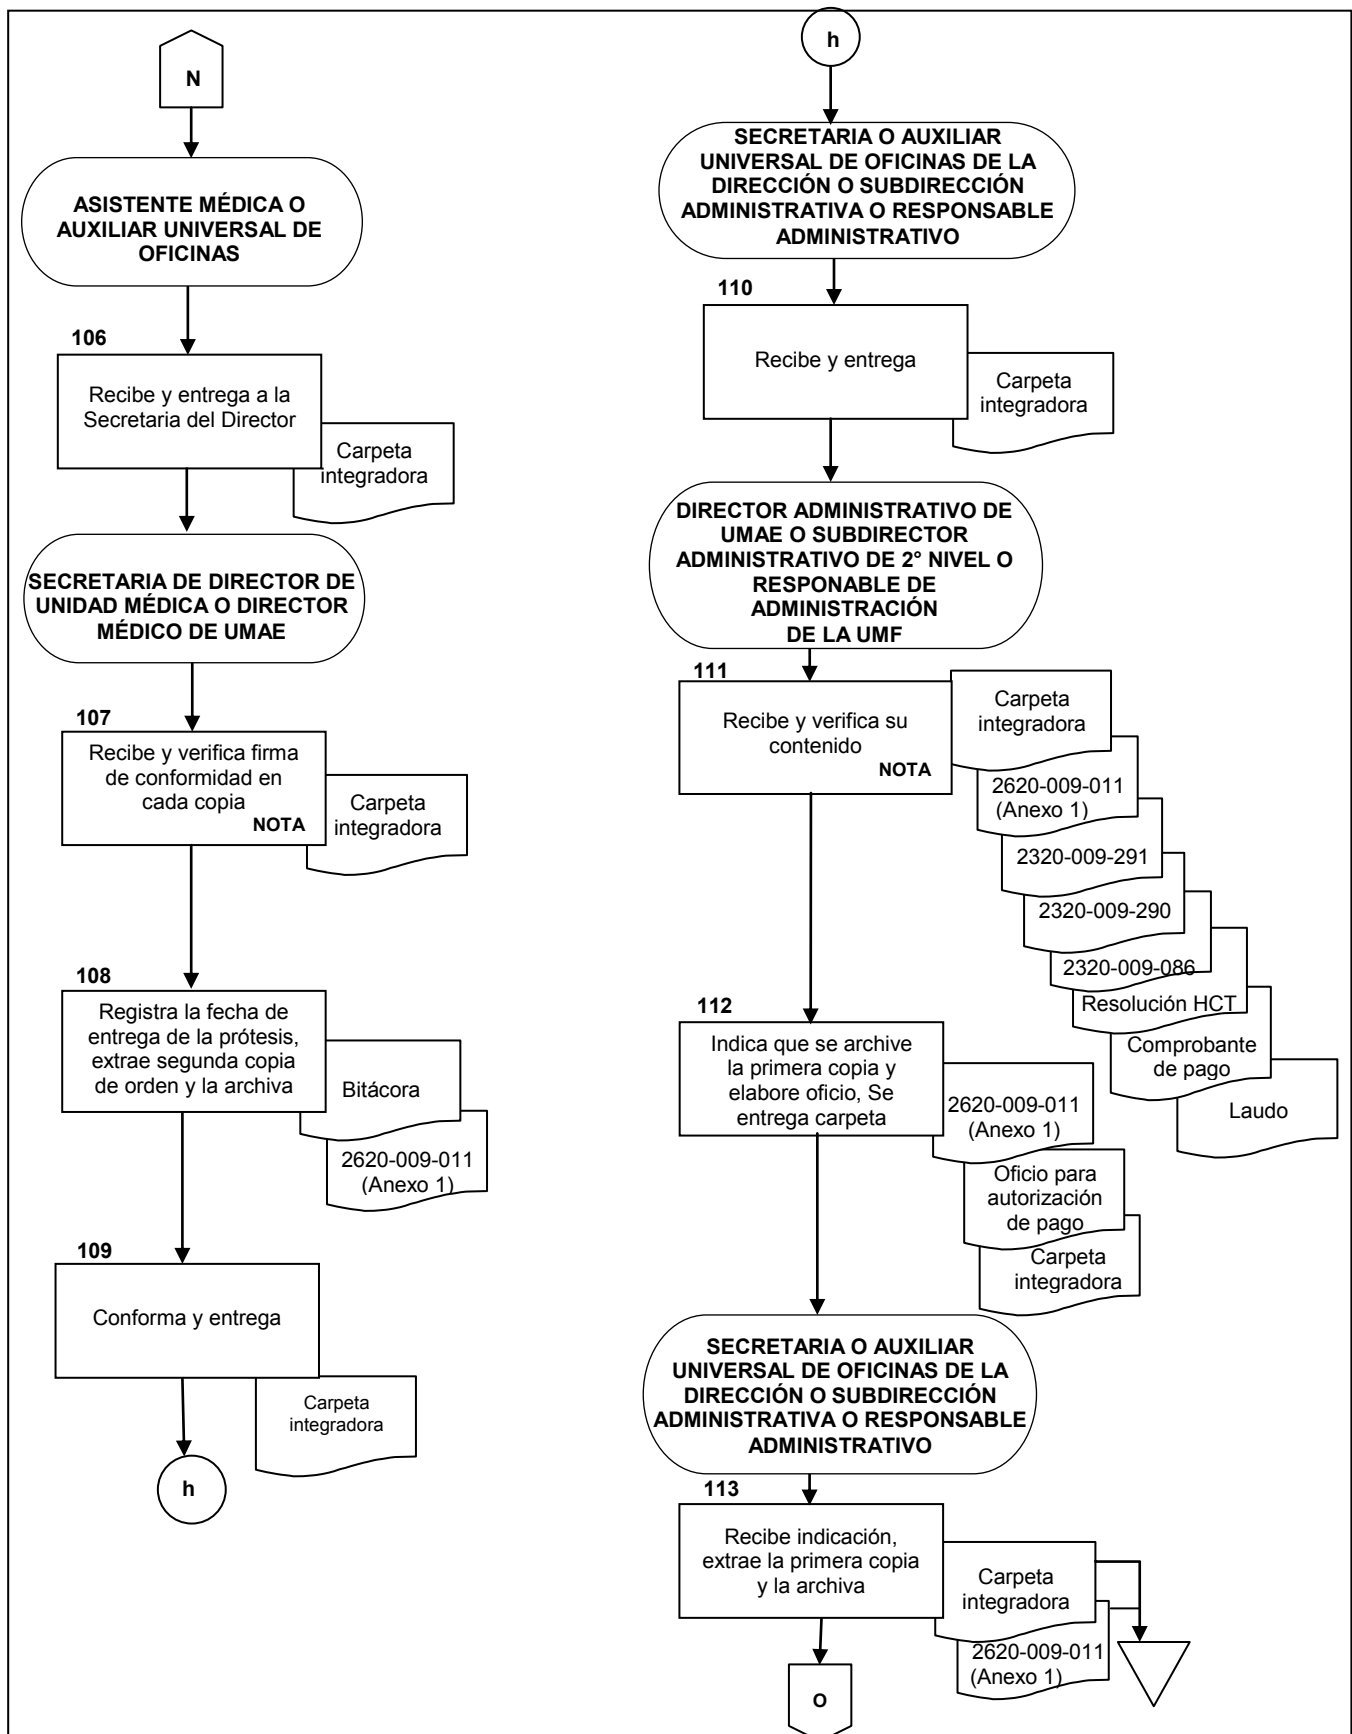 N
ASISTENTE MÉDICA O
AUXILIAR UNIVERSAL DE
OFICINAS
106
Recibe y entrega a la
Secretaria del Director
Carpeta
integradora
SECRETARIA DE DIRECTOR DE
UNIDAD MÉDICA O DIRECTOR
MÉDICO DE UMAE
107
Recibe y verifica firma
de conformidad en
cada copia
NOTA
Carpeta
integradora
108
Registra la fecha de
entrega de la prótesis,
extrae segunda copia
de orden y la archiva
Bitácora
2620-009-011
(Anexo 1)
109
Conforma y entrega
Carpeta
integradora
h
h
SECRETARIA O AUXILIAR
UNIVERSAL DE OFICINAS DE LA
DIRECCIÓN O SUBDIRECCIÓN
ADMINISTRATIVA O RESPONSABLE
ADMINISTRATIVO
110
Recibe y entrega
Carpeta
integradora
DIRECTOR ADMINISTRATIVO DE
UMAE O SUBDIRECTOR
ADMINISTRATIVO DE 2° NIVEL O
RESPONABLE DE
ADMINISTRACIÓN
DE LA UMF
111
Recibe y verifica su
contenido
NOTA
Carpeta
integradora
2620-009-011
(Anexo 1)
2320-009-291
2320-009-290
2320-009-086
Resolución HCT
Comprobante
de pago
Laudo
112
Indica que se archive
la primera copia y
elabore oficio, Se
entrega carpeta
2620-009-011
(Anexo 1)
Oficio para
autorización
de pago
Carpeta
integradora
SECRETARIA O AUXILIAR
UNIVERSAL DE OFICINAS DE LA
DIRECCIÓN O SUBDIRECCIÓN
ADMINISTRATIVA O RESPONSABLE
ADMINISTRATIVO
113
Recibe indicación,
extrae la primera copia
y la archiva
Carpeta
integradora
2620-009-011
(Anexo 1)
O